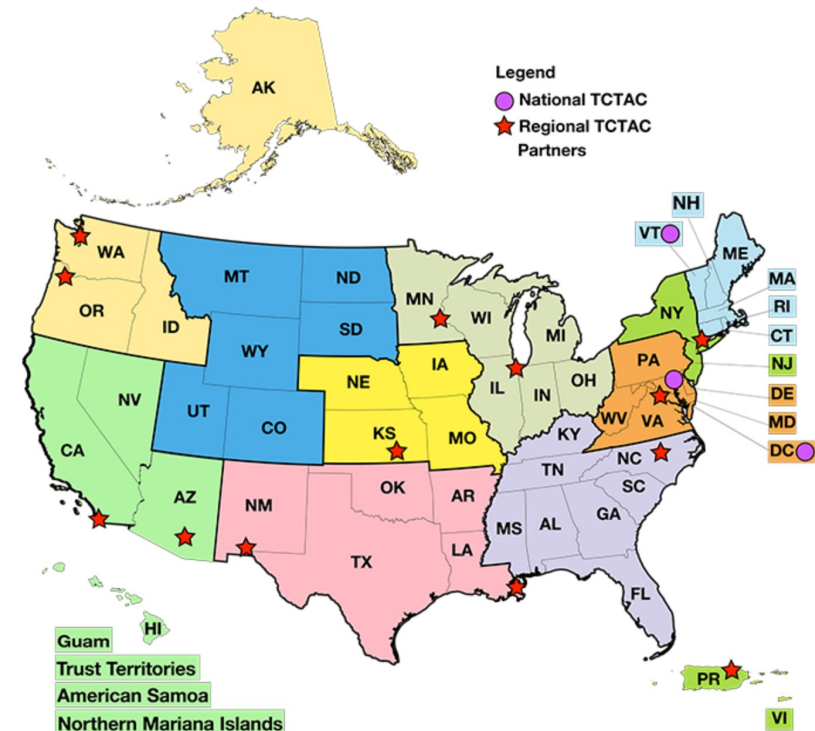 AK
Legend
National TCTAC
Regional TCTAC
Partners
NH
VT
ME
WA
MT
ND
MN
MA
OR
ID
SD
WI
MI
NY
RI
CT
WY
IA
PA
NJ
NV
NE
IL
IN
OH
DE
UT
CO
WV
VA
MD
CA
KS
MO
KY
DC
AZ
NM
OK
AR
TN
NC
SC
MS
AL
GA
TX
LA
FL
HI
Guam
Trust Territories
American Samoa
Northern Mariana Islands
PR
VI